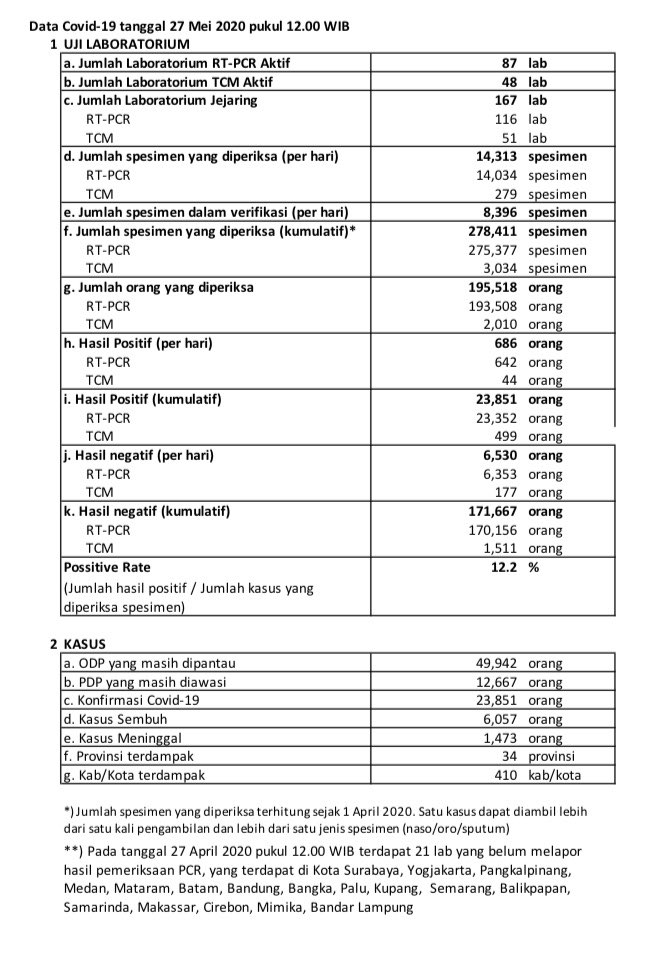 Data Covid-19 tanggal 27 Mei 2020 pukul 12.00 WIB
1 UJI LABORATORIUM
a. Jumlah Laboratorium RT-PCR Aktif 87 lab
b. Jumlah Laboratorium TCM Aktif 48 lab
c. Jumlah Laboratorium Jejaring 167 lab
RT-PCR 116 lab
TCM 51 lab
d. Jumlah spesimen yang diperiksa (per hari) 14,313 spesimen
RT-PCR 14,034 spesimen
TCM 279 spesimen
e. Jumlah spesimen dalam verifikasi (per hari) 8,396 spesimen
f. Jumlah spesimen yang diperiksa (kumulatif)* 278,411 spesimen
RT-PCR 275,377 spesimen
TCM 3,034 spesimen
g. Jumlah orang yang diperiksa 195,518 orang
RT-PCR 193,508 orang
TCM 2,010 orang
h. Hasil Positif (per hari) 686 orang
RT-PCR 642 orang
TCM 44 orang
i. Hasil Positif (kumulatif) 23,851 orang
RT-PCR 23,352 orang
TCM 499 orang
j. Hasil negatif (per hari) 6,530 orang
RT-PCR 6,353 orang
TCM 177 orang
k. Hasil negatif (kumulatif) 171,667 orang
RT-PCR 170,156 orang
TCM 1,511 orang
Possitive Rate 12.2 %
(Jumlah hasil positif / Jumlah kasus yang
diperiksa spesimen)
2 KASUS
a. ODP yang masih dipantau 49,942 orang
b. PDP yang masih diawasi 12,667 orang
c. Konfirmasi Covid-19 23,851 orang
d. Kasus Sembuh 6,057 orang
e. Kasus Meninggal 1,473 orang
f. Provinsi terdampak 34 provinsi
g. Kab/Kota terdampak 410 kab/kota
*) Jumlah spesimen yang diperiksa terhitung sejak 1 April 2020. Satu kasus dapat diambil lebih
dari satu kali pengambilan dan lebih dari satu jenis spesimen (naso/oro/sputum)
**) Pada tanggal 27 April 2020 pukul 12.00 WIB terdapat 21 lab yang belum melapor
hasil pemeriksaan PCR, yang terdapat di Kota Surabaya, Yogjakarta, Pangkalpinang,
Medan, Mataram, Batam, Bandung, Bangka, Palu, Kupang, Semarang, Balikpapan,
Samarinda, Makassar, Cirebon, Mimika, Bandar Lampung